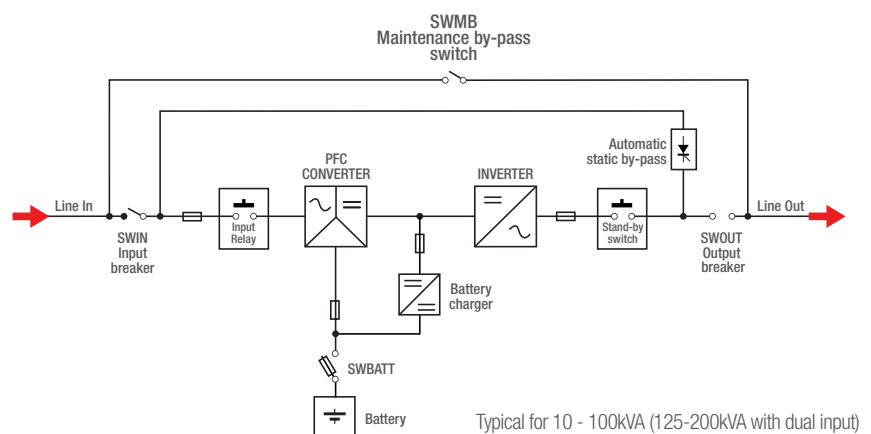 SWMB
Maintenance by-pass
switch
Automatic
static by-pass
PFC
CONVERTER
INVERTER
Line In
Line Out
Input
Relay
Stand-by
switch
SWIN
Input
breaker
SWOUT
Output
breaker
Battery
charger
SWBATT
Battery
Typical for 10 - 100kVA (125-200kVA with dual input)